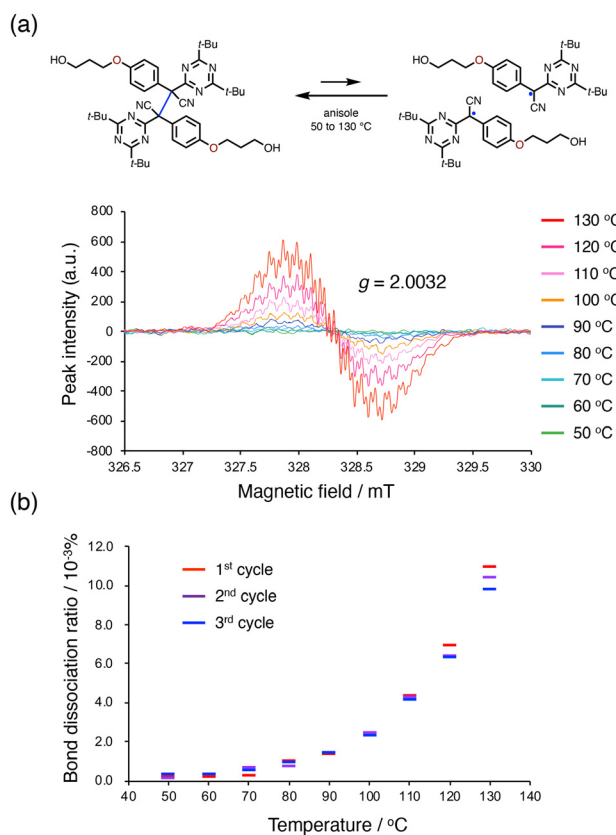 (a)
t-Bu
HO
O
N
N
N
t-Bu
CN
CN
t-Bu
N
N
N
O
OH
t-Bu
anisole
50 to 130 °C
t-Bu
HO
O
N
N
N
t-Bu
CN
CN
t-Bu
N
N
N
O
OH
t-Bu
Peak intensity (a.u.)
800
600
400
200
0
-200
-400
-600
-800
g = 2.0032
130 °C
120 °C
110 °C
100 °C
90 °C
80 °C
70 °C
60 °C
50 °C
326.5 327 327.5 328 328.5 329 329.5 330
Magnetic field / mT
(b)
Bond dissociation ratio / 10-3%
12.0
10.0
8.0
6.0
4.0
2.0
0.0
1st cycle
2nd cycle
3rd cycle
40 50 60 70 80 90 100 110 120 130 140
Temperature / °C